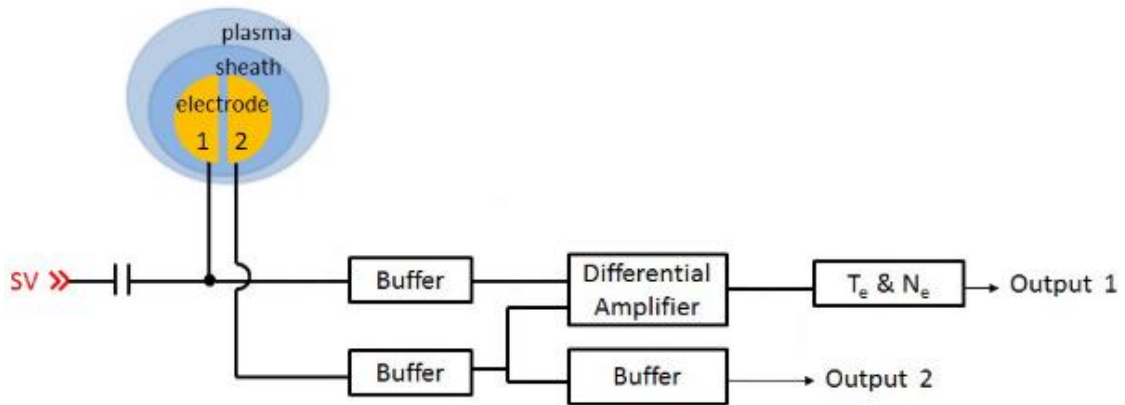 plasma
sheath
electrode
1 2
SV
Buffer
Differential
Amplifier
Tₑ & Nₑ
Output 1
Buffer
Buffer
Output 2